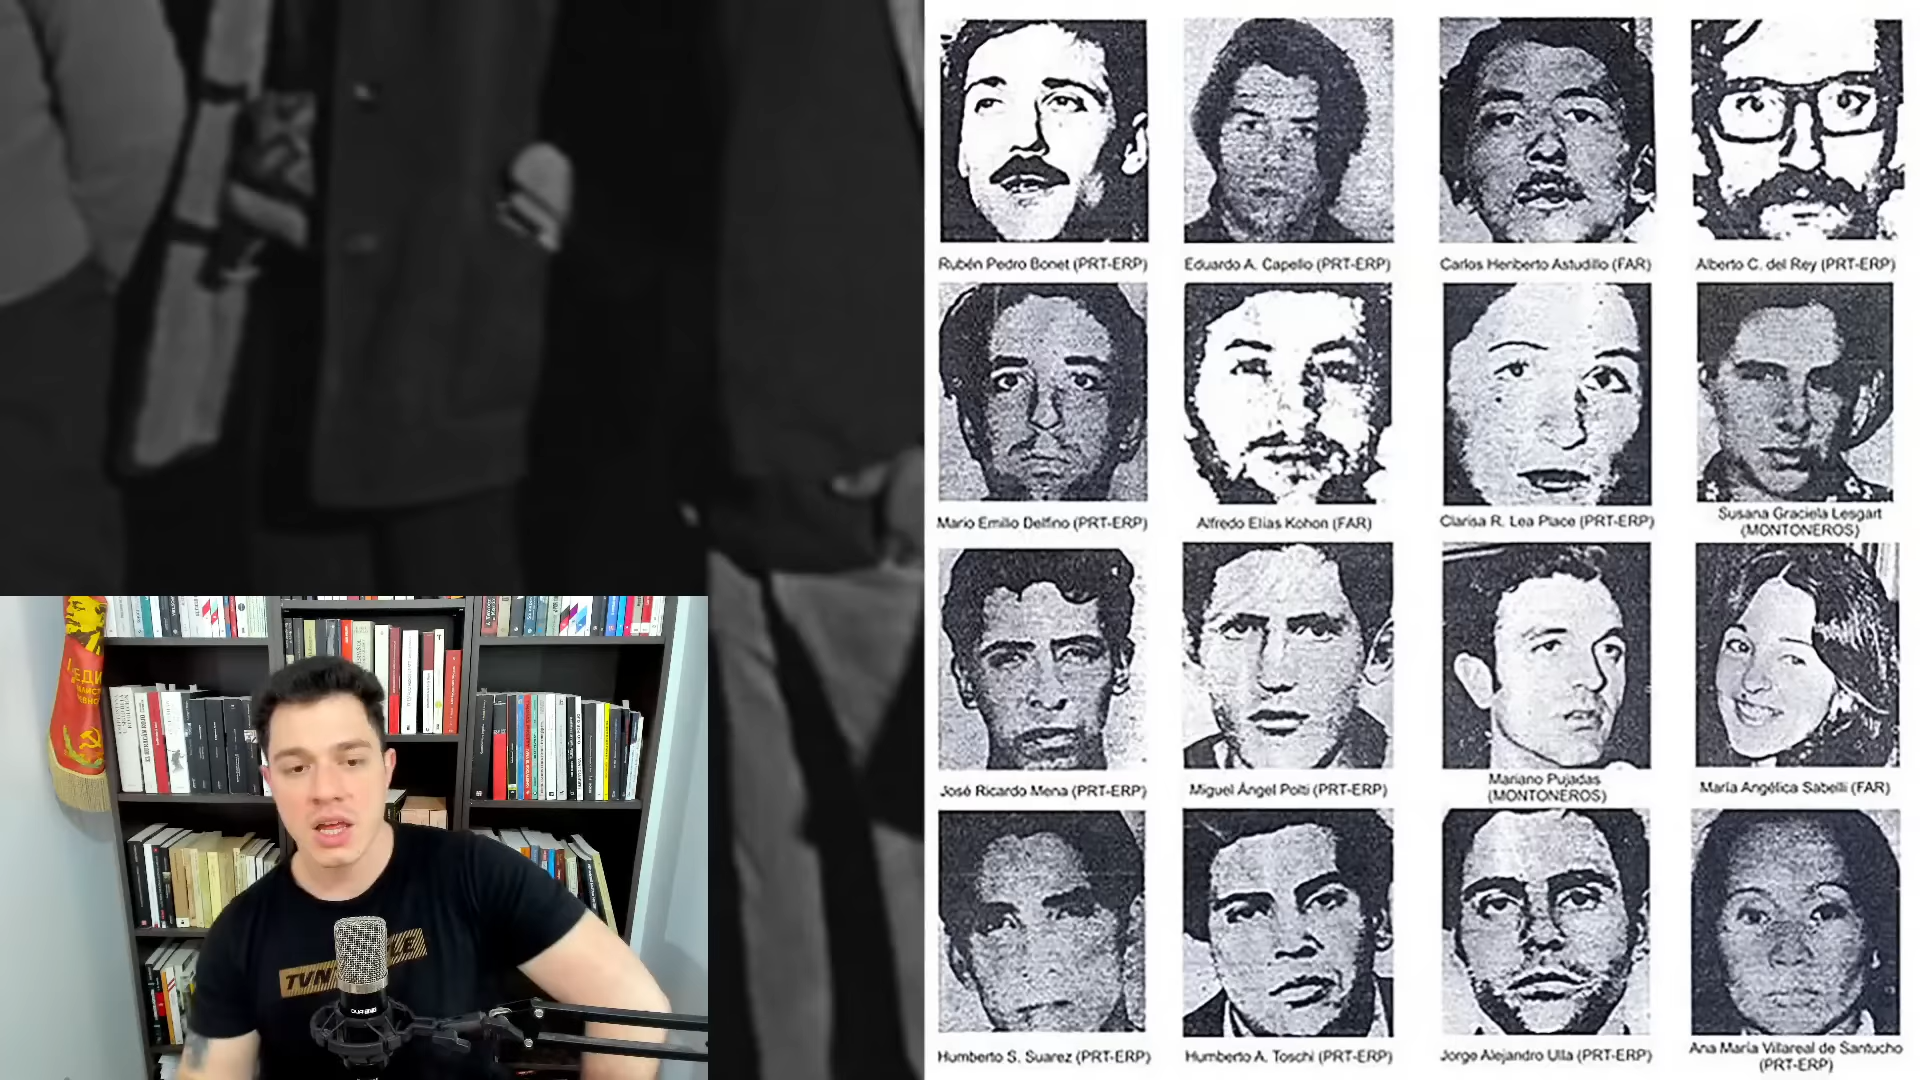 Rubén Pedro Bonet (PRT-ERP)
Eduardo A. Capello (PRT-ERP)
Carlos Heriberto Astudillo (FAR)
Alberto C. del Rey (PRT-ERP)
Mario Emilio Delfino (PRT-ERP)
Alfredo Elías Kohon (FAR)
Clarisa R. Lea Place (PRT-ERP)
Susana Graciela Lesgart
(MONTONEROS)
José Ricardo Mena (PRT-ERP)
Miguel Ángel Polti (PRT-ERP)
Mariano Pujadas
(MONTONEROS)
María Angélica Sabelli (FAR)
Humberto S. Suarez (PRT-ERP)
Humberto A. Toschi (PRT-ERP)
Jorge Alejandro Ulla (PRT-ERP)
Ana María Villareal de Santucho
(PRT-ERP)